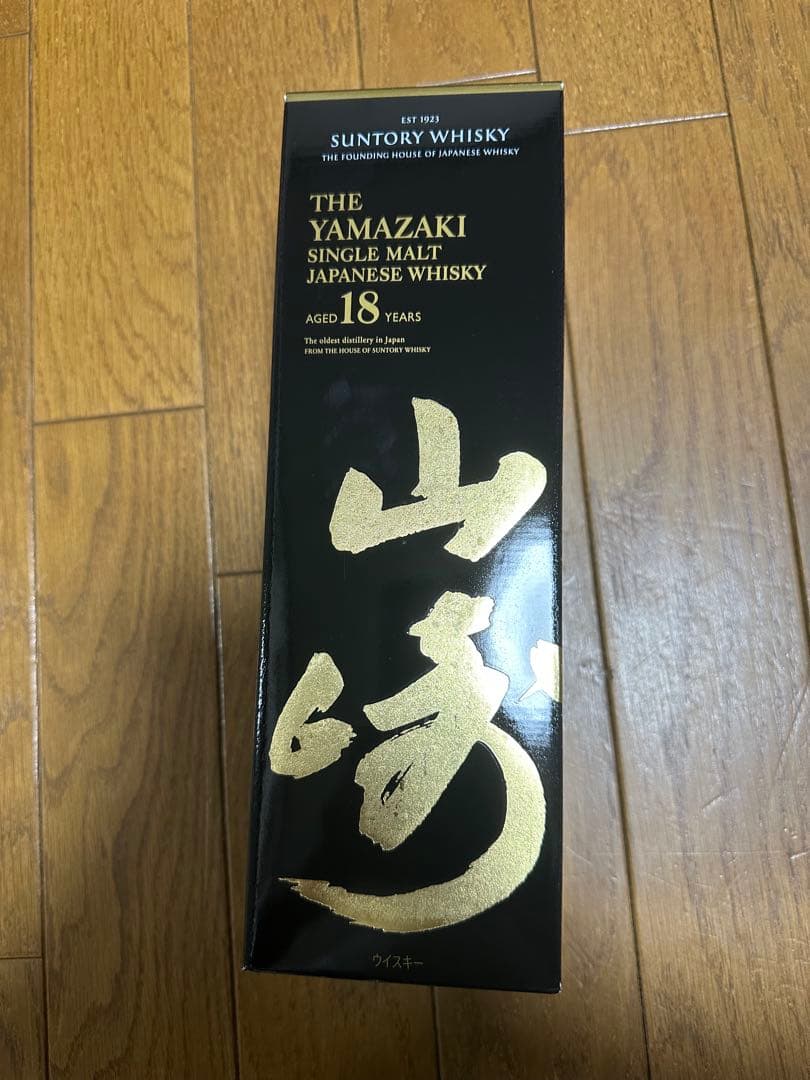 EST 1923
SUNTORY WHISKY
THE FOUNDING HOUSE OF JAPANESE WHISKY
THE
YAMAZAKI
SINGLE MALT
JAPANESE WHISKY
AGED 18 YEARS
The oldest distillery in Japan
FROM THE HOUSE OF SUNTORY WHISKY
山
崎
ウイスキー